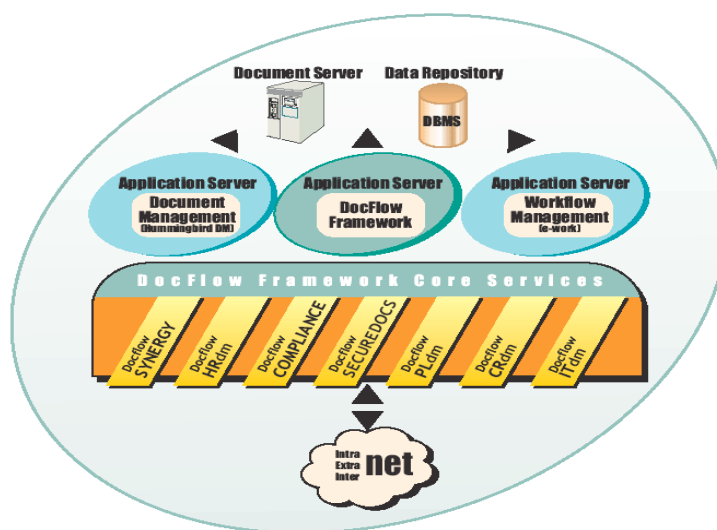 Document Server
Data Repository
DBMS
Application Server
Document
Management
(Hummingbird DM)
Application Server
DocFlow
Framework
Application Server
Workflow
Management
(e-work)
DocFlow Framework Core Services
Docflow
SYNERGY
Docflow
HRdm
Docflow
COMPLIANCE
Docflow
SECUREDOCS
Docflow
PLdm
Docflow
CRdm
Docflow
ITdm
Intra
Extra
Inter
net